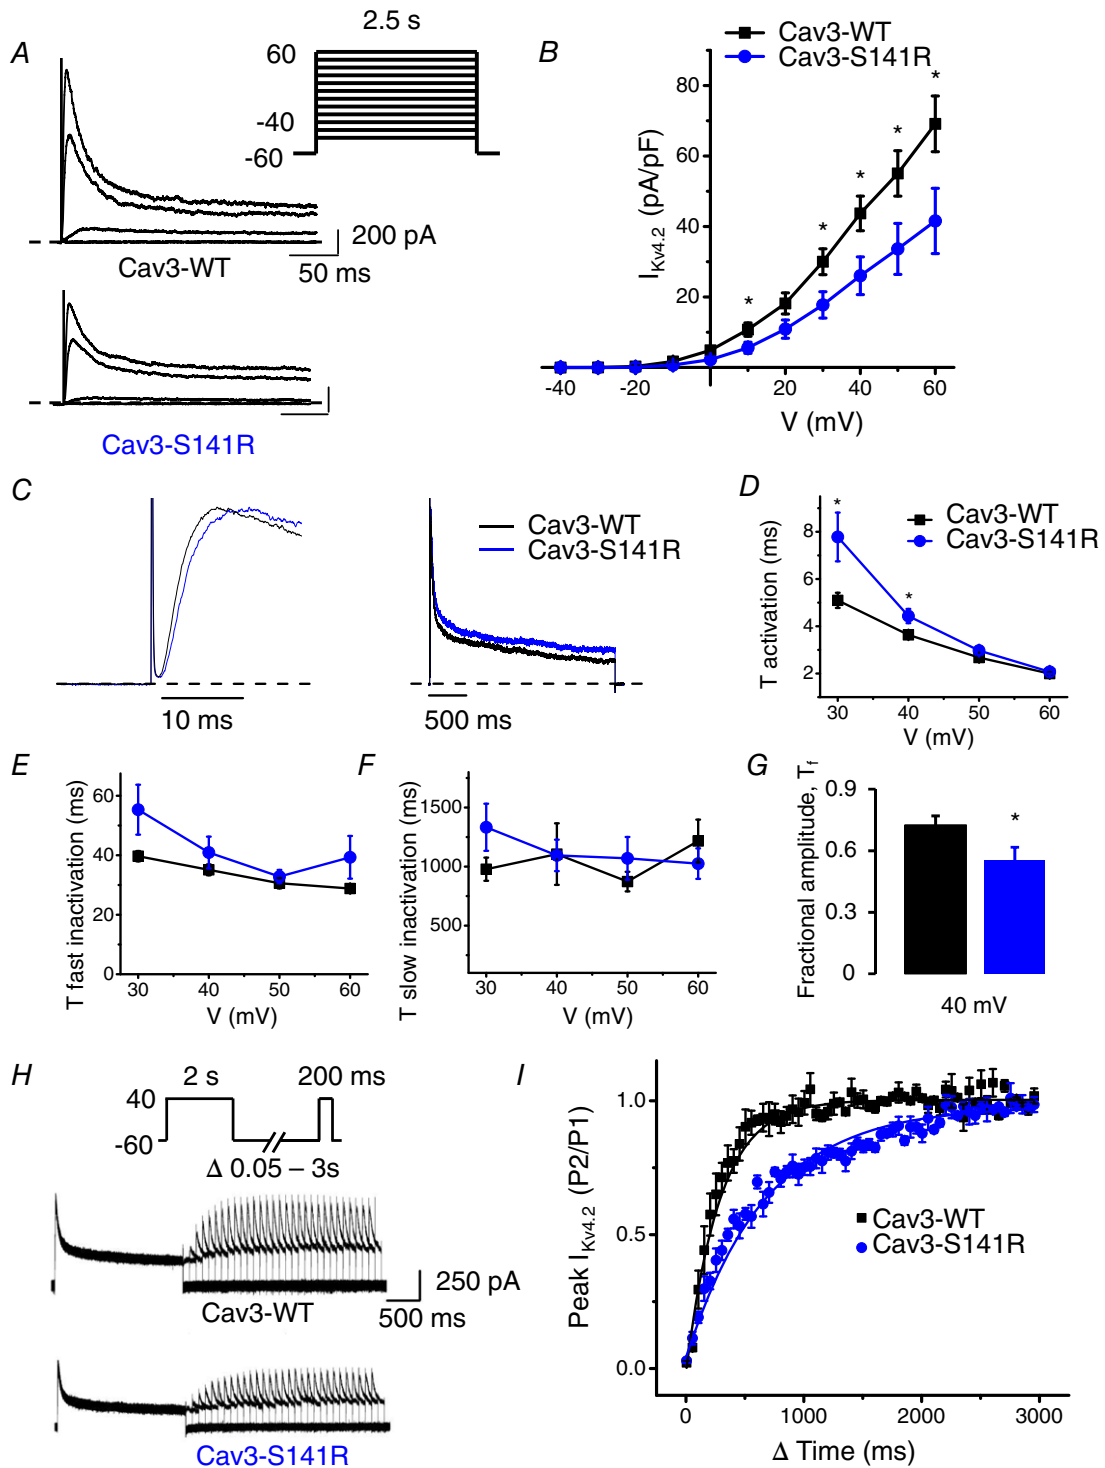 A
2.5 s
60
-40
-60
200 pA
50 ms
Cav3-WT
Cav3-S141R
B
Cav3-WT
Cav3-S141R
I Kv4.2 (pA/pF)
80
60
40
20
-40
-20
20
40
60
V (mV)
*
*
*
*
*
C
Cav3-WT
Cav3-S141R
10 ms
500 ms
D
Cav3-WT
Cav3-S141R
T activation (ms)
8
6
4
2
30
40
50
60
V (mV)
*
*
E
T fast inactivation (ms)
60
40
20
0
30
40
50
60
V (mV)
F
T slow inactivation (ms)
1500
1000
500
30
40
50
60
V (mV)
G
Fractional amplitude, Tf
0.9
0.6
0.3
0
*
40 mV
H
2 s
200 ms
40
-60
Δ 0.05 – 3s
250 pA
500 ms
Cav3-WT
Cav3-S141R
I
Peak I Kv4.2 (P2/P1)
1.0
0.5
0.0
Cav3-WT
Cav3-S141R
0
1000
2000
3000
Δ Time (ms)